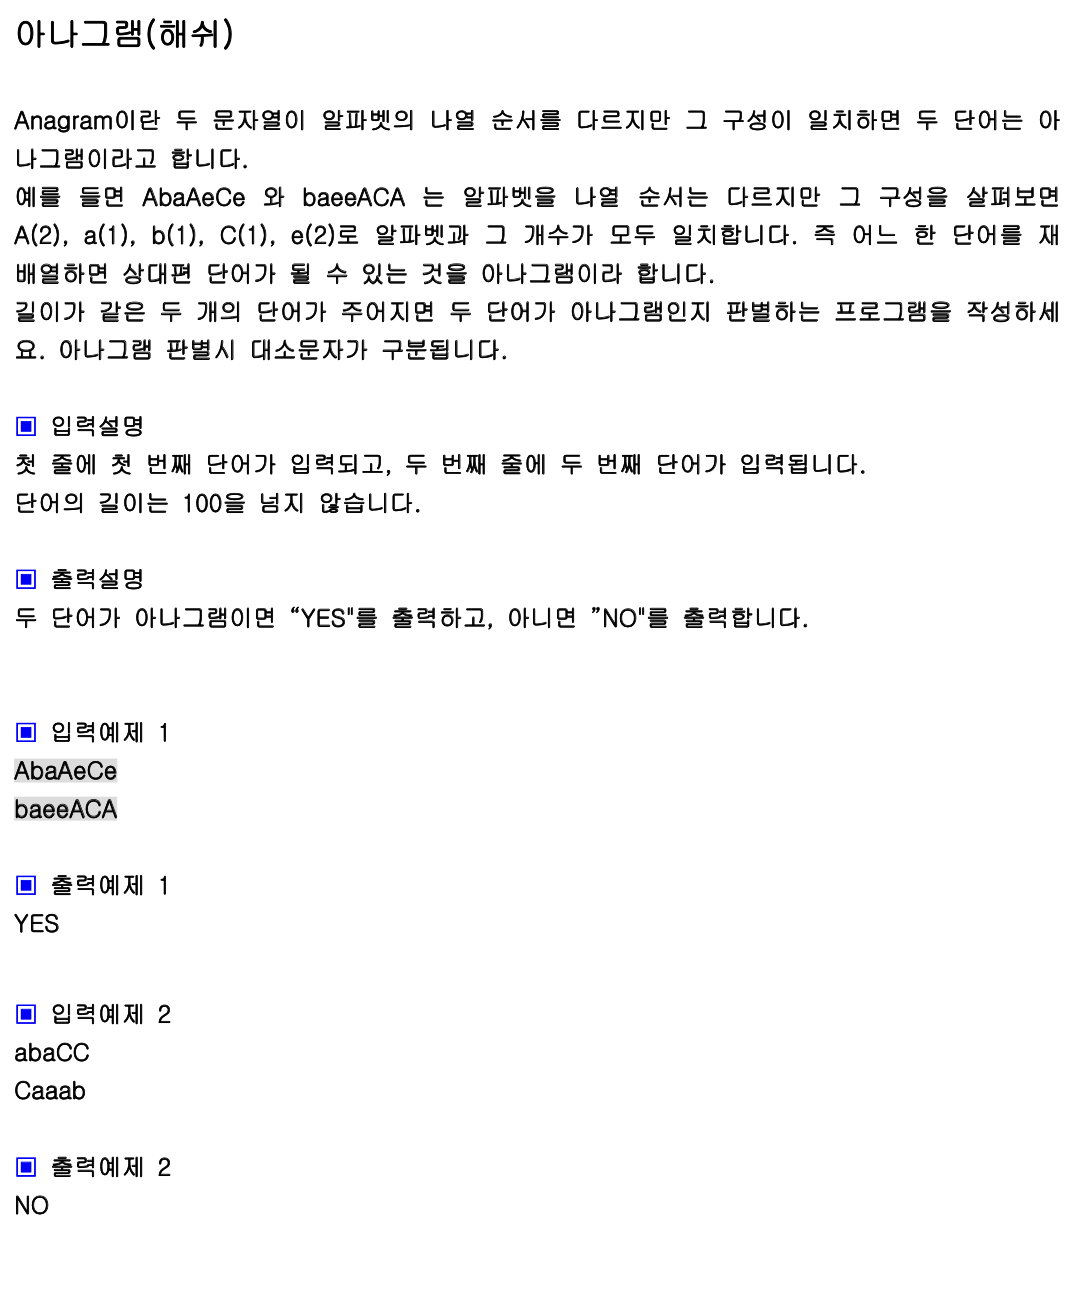 아나그램(해쉬)
Anagram이란 두 문자열이 알파벳의 나열 순서를 다르지만 그 구성이 일치하면 두 단어는 아
나그램이라고 합니다.
예를 들면 AbaAeCe 와 baeeACA 는 알파벳을 나열 순서는 다르지만 그 구성을 살펴보면
A(2), a(1), b(1), C(1), e(2)로 알파벳과 그 개수가 모두 일치합니다. 즉 어느 한 단어를 재
배열하면 상대편 단어가 될 수 있는 것을 아나그램이라 합니다.
길이가 같은 두 개의 단어가 주어지면 두 단어가 아나그램인지 판별하는 프로그램을 작성하세
요. 아나그램 판별시 대소문자가 구분됩니다.
▣ 입력설명
첫 줄에 첫 번째 단어가 입력되고, 두 번째 줄에 두 번째 단어가 입력됩니다.
단어의 길이는 100을 넘지 않습니다.
▣ 출력설명
두 단어가 아나그램이면 “YES"를 출력하고, 아니면 ”NO"를 출력합니다.
▣ 입력예제 1
AbaAeCe
baeeACA
▣ 출력예제 1
YES
▣ 입력예제 2
abaCC
Caaab
▣ 출력예제 2
NO